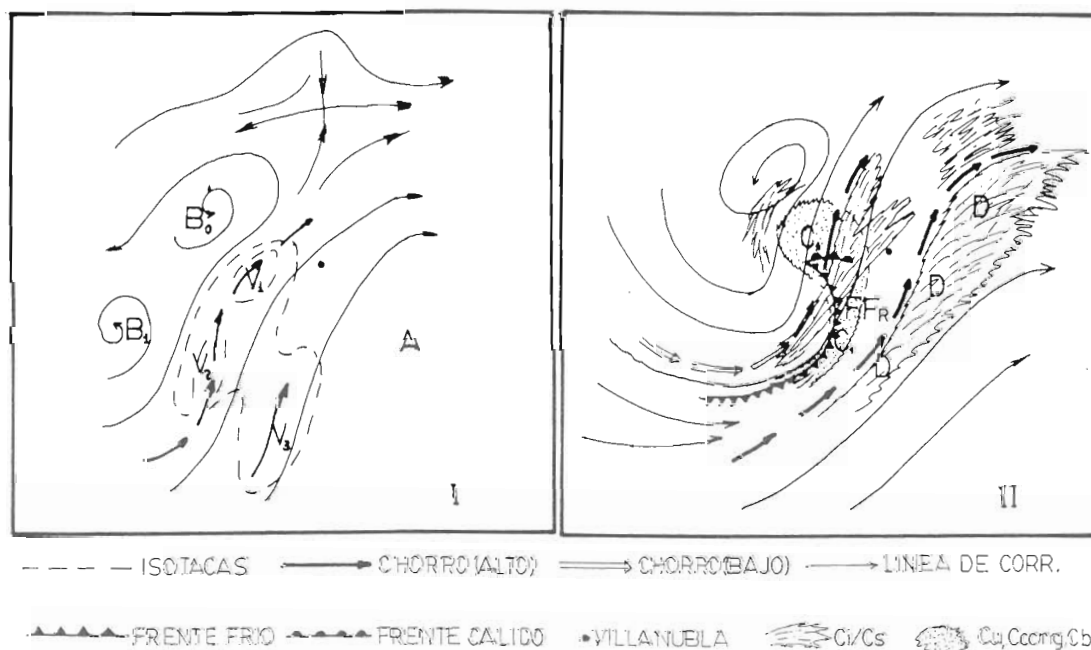 B₀
V₁
B₁
A
V₂
V₃
I
D
C
FF_R
D
C
D
II
ISOTACAS
CHORRO(ALTO)
CHORRO(BAJO)
LINEA DE CORR.
FRENTE FRIO
FRENTE CALIDO
VILLANUBLA
Ci/Cs
Cu,Ccong,Cb